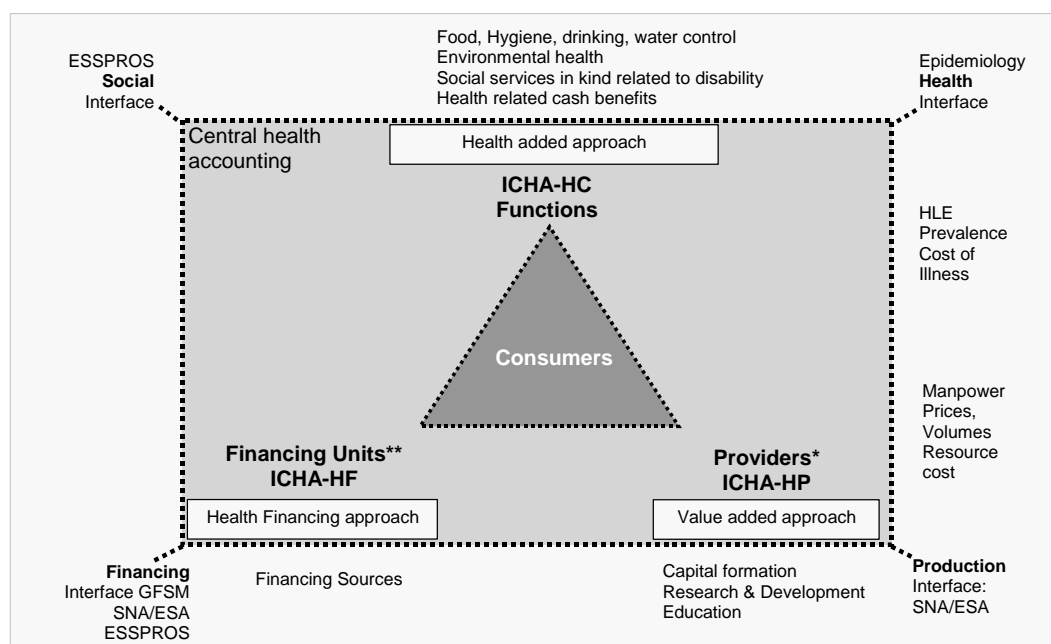 Food, Hygiene, drinking, water control
Environmental health
Social services in kind related to disability
Health related cash benefits
ESSPROS
Social
Interface
Epidemiology
Health
Interface
Central health
accounting
Health added approach
ICHA-HC
Functions
HLE
Prevalence
Cost of
Illness
Consumers
Manpower
Prices,
Volumes
Resource
cost
Financing Units**
ICHA-HF
Providers*
ICHA-HP
Health Financing approach
Value added approach
Financing
Interface GFSM
SNA/ESA
ESSPROS
Financing Sources
Capital formation
Research & Development
Education
Production
Interface:
SNA/ESA